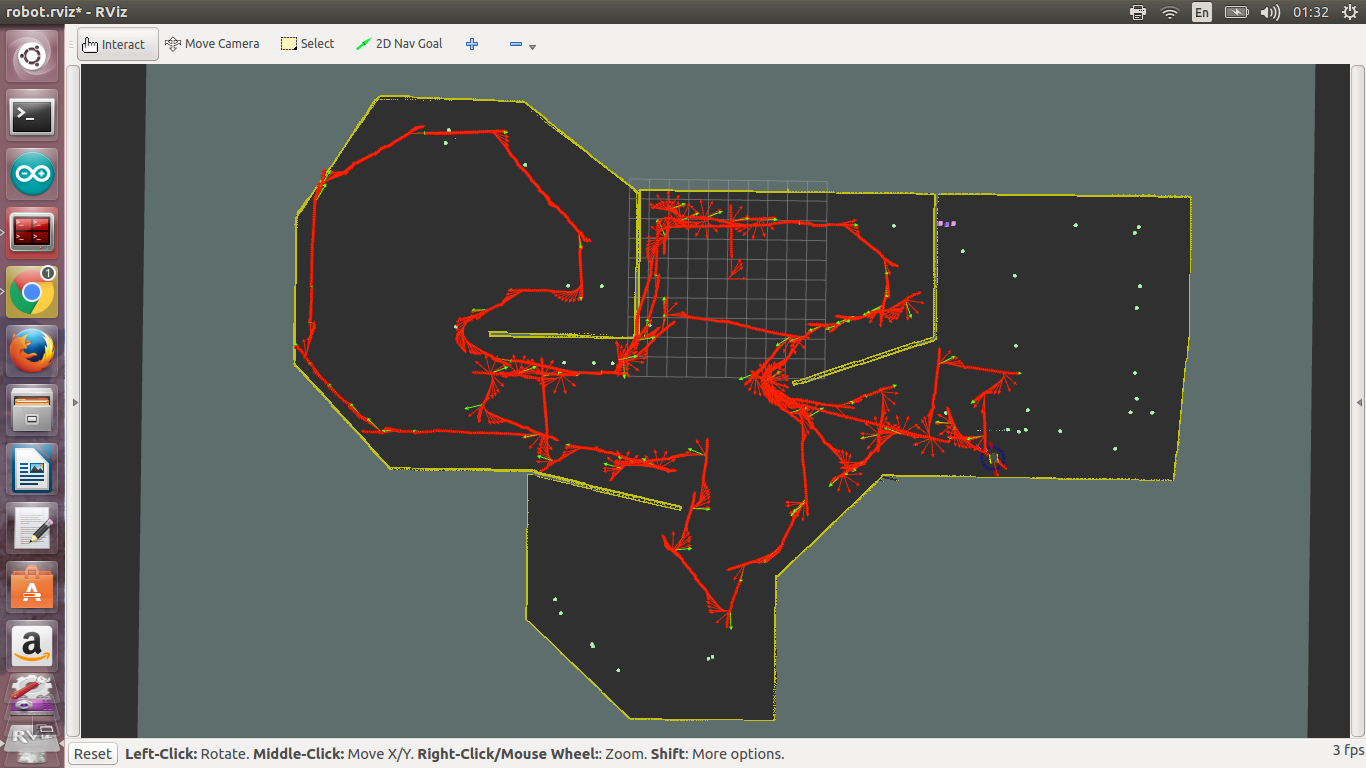 robot.rviz* - RViz
En
01:32
Interact
Move Camera
Select
2D Nav Goal
1
Reset
Left-Click: Rotate. Middle-Click: Move X/Y. Right-Click/Mouse Wheel:: Zoom. Shift: More options.
3 fps